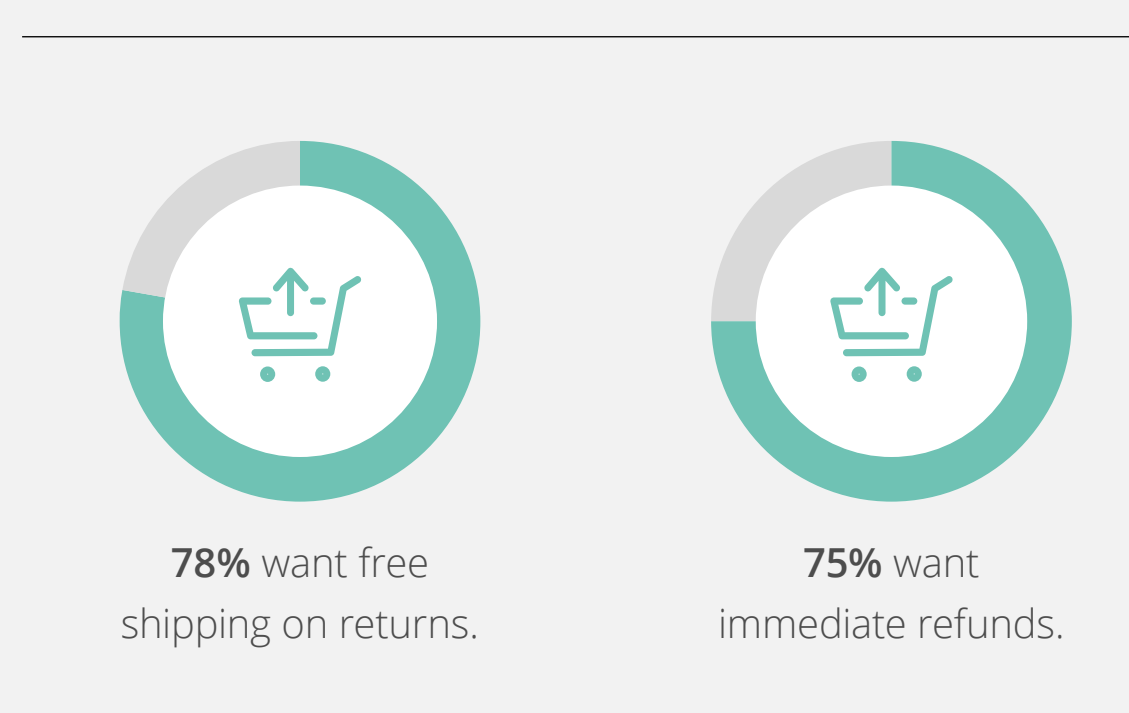 78% want free
shipping on returns.
75% want
immediate refunds.